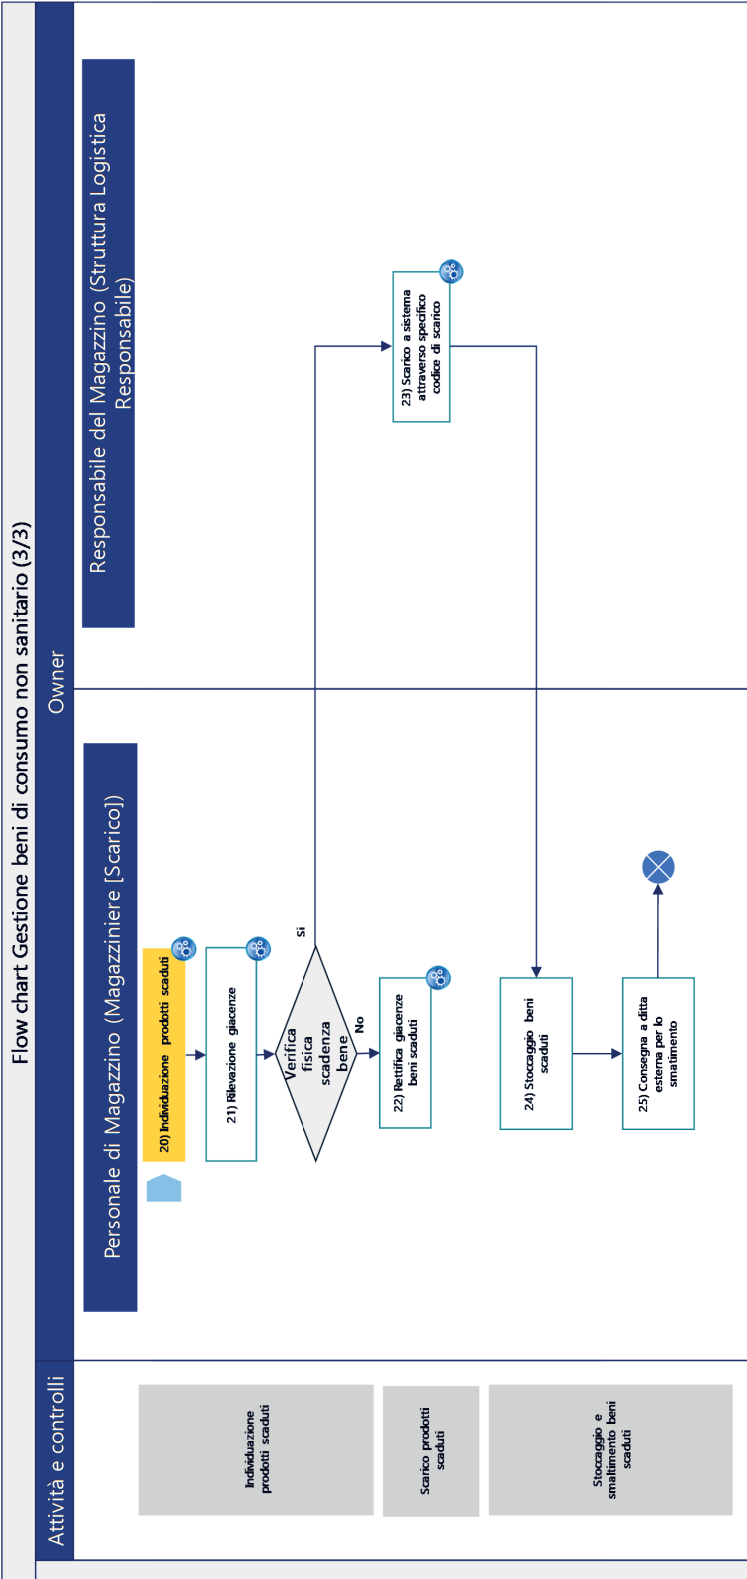 Flow chart Gestione beni di consumo non sanitario (3/3)
Attività e controlli
Owner
Personale di Magazzino (Magazziniere [Scarico])
Responsabile del Magazzino (Struttura Logistica
Responsabile)
Individuazione
prodotti scaduti
20) Individuazione prodotti scaduti
21) Rilevazione giacenze
Verifica
fisica
scadenza
bene
Si
No
Scarico prodotti
scaduti
22) Rettifica giacenze
beni scaduti
23) Scarico a sistema
attraverso specifico
codice di scarico
Stoccaggio e
smaltimento beni
scaduti
24) Stoccaggio beni
scaduti
25) Consegna a ditta
esterna per lo
smatimento